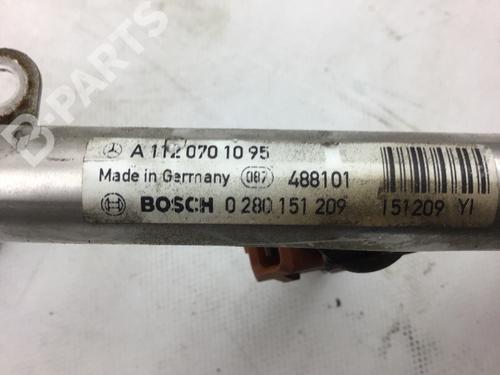 B-PARTS
A 112 070 10 95
Made in Germany 087 488101
BOSCH 0 280 151 209 151209 YI